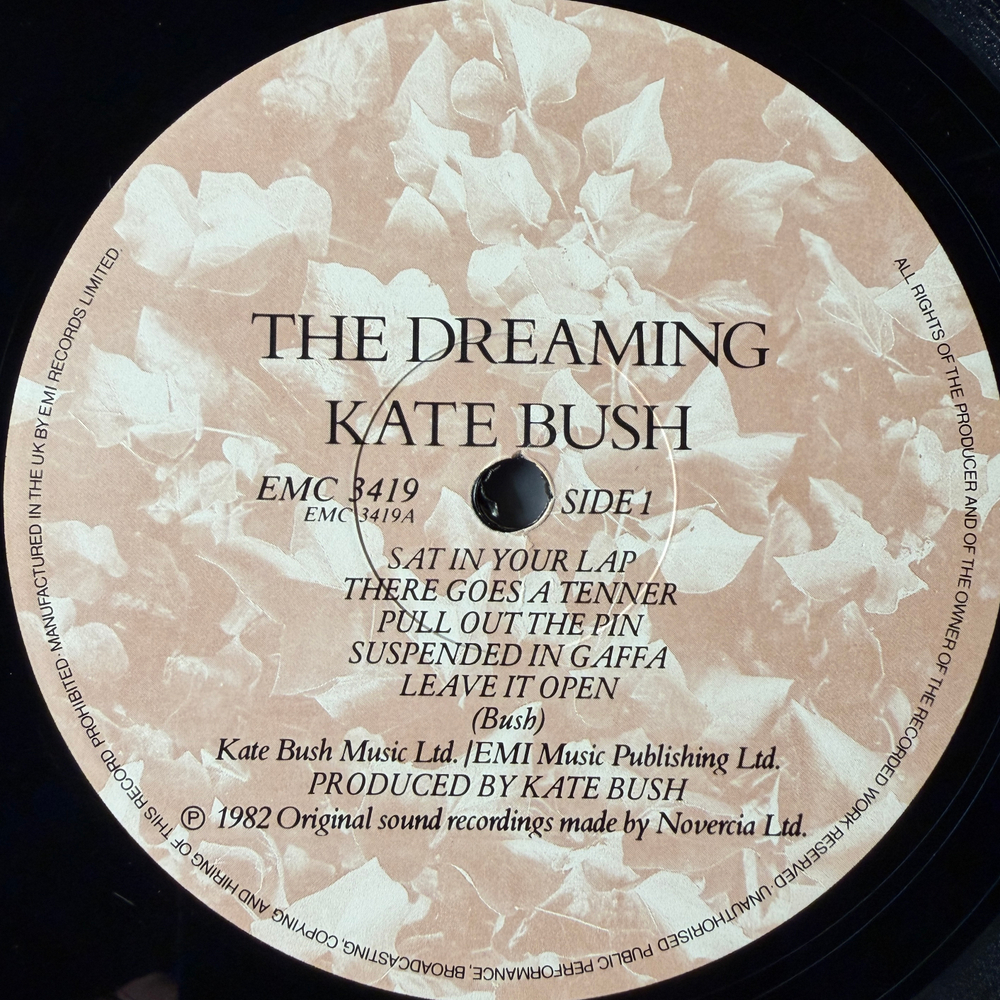 THE DREAMING
KATE BUSH
EMC 3419
EMC 3419A
SIDE 1
SAT IN YOUR LAP
THERE GOES A TENNER
PULL OUT THE PIN
SUSPENDED IN GAFFA
LEAVE IT OPEN
(Bush)
Kate Bush Music Ltd. /EMI Music Publishing Ltd.
PRODUCED BY KATE BUSH
℗ 1982 Original sound recordings made by Novercia Ltd.
ALL RIGHTS OF THE PRODUCER AND OF THE OWNER OF THE RECORDED WORK RESERVED·UNAUTHORISED PUBLIC PERFORMANCE, BROADCASTING, COPYING AND HIRING OF THIS RECORD PROHIBITED·MANUFACTURED IN THE UK BY EMI RECORDS LIMITED.